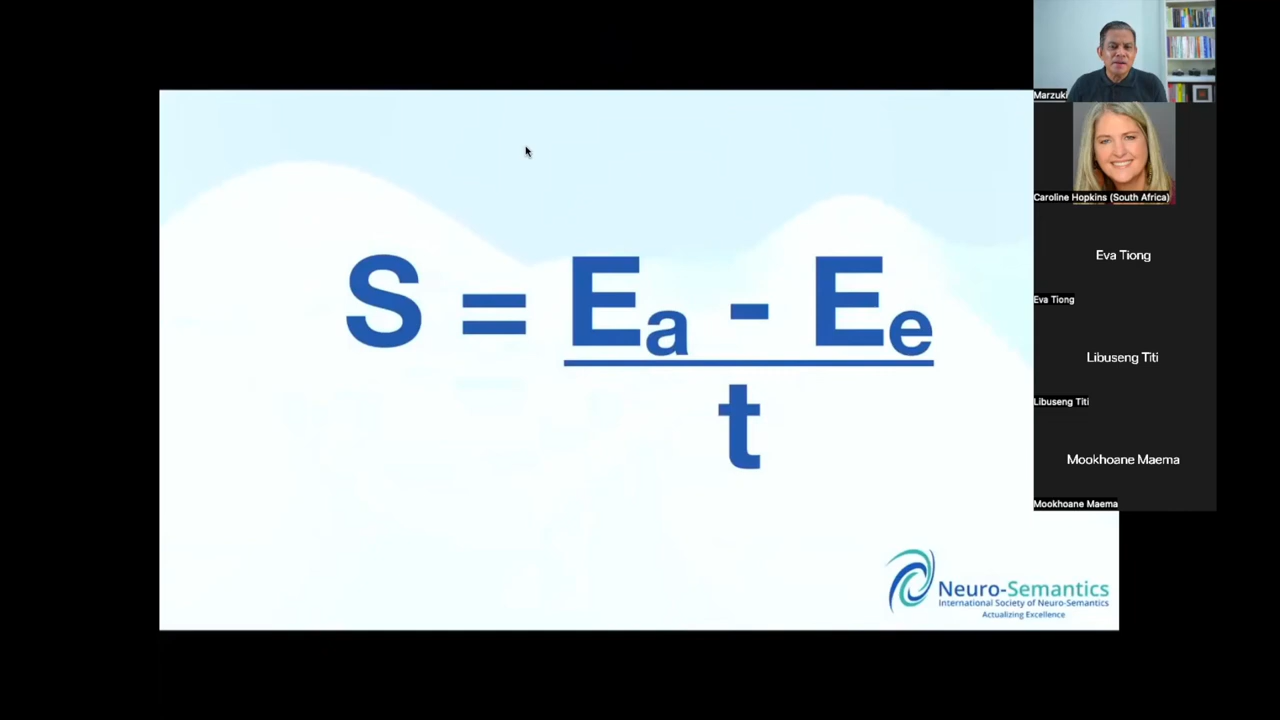 S = Ea - Ee
t
Neuro-Semantics
International Society of Neuro-Semantics
Actualizing Excellence
Marzuki
Caroline Hopkins (South Africa)
Eva Tiong
Eva Tiong
Libuseng Titi
Libuseng Titi
Mookhoane Maema
Mookhoane Maema